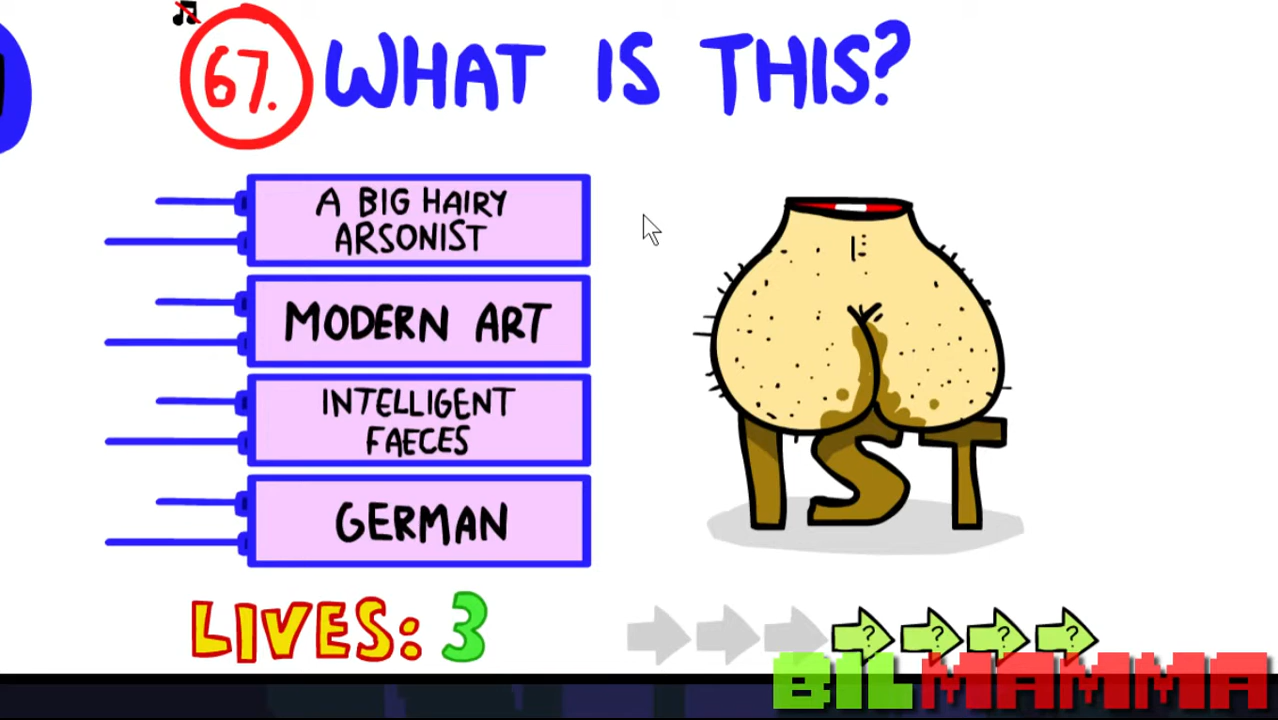 67. WHAT IS THIS?
A BIG HAIRY
ARSONIST
MODERN ART
INTELLIGENT
FAECES
GERMAN
IST
LIVES: 3
? ? ? ?
BILMAMMA